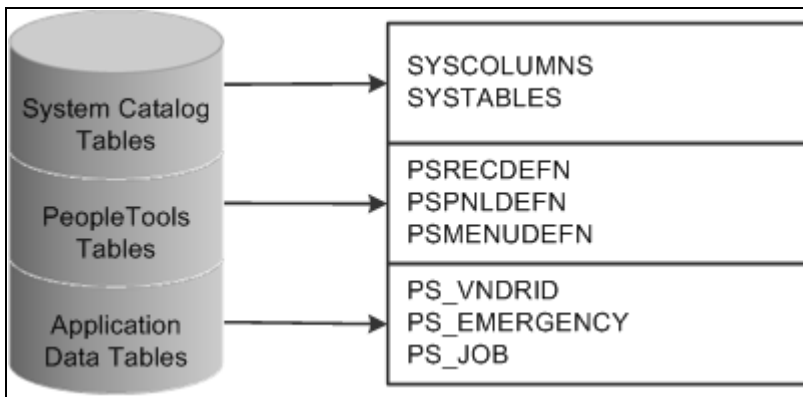 System Catalog
Tables
SYSCOLUMNS
SYSTABLES
PeopleTools
Tables
PSRECDEFN
PSPNLDEFN
PSMENUDEFN
Application
Data Tables
PS_VNDRID
PS_EMERGENCY
PS_JOB